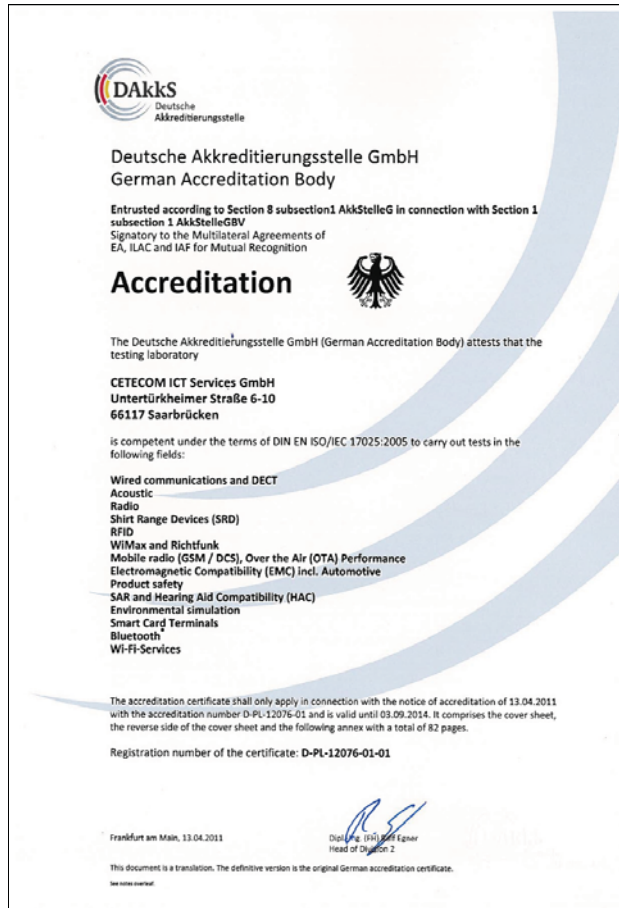 DAkkS
Deutsche
Akkreditierungsstelle
Deutsche Akkreditierungsstelle GmbH
German Accreditation Body
Entrusted according to Section 8 subsection1 AkkStelleG in connection with Section 1
subsection 1 AkkStelleGBV
Signatory to the Multilateral Agreements of
EA, ILAC and IAF for Mutual Recognition
Accreditation
The Deutsche Akkreditierungsstelle GmbH (German Accreditation Body) attests that the
testing laboratory
CETECOM ICT Services GmbH
Untertürkheimer Straße 6-10
66117 Saarbrücken
is competent under the terms of DIN EN ISO/IEC 17025:2005 to carry out tests in the
following fields:
Wired communications and DECT
Acoustic
Radio
Shirt Range Devices (SRD)
RFID
WiMax and Richtfunk
Mobile radio (GSM / DCS), Over the Air (OTA) Performance
Electromagnetic Compatibility (EMC) incl. Automotive
Product safety
SAR and Hearing Aid Compatibility (HAC)
Environmental simulation
Smart Card Terminals
Bluetooth®
Wi-Fi-Services
The accreditation certificate shall only apply in connection with the notice of accreditation of 13.04.2011
with the accreditation number D-PL-12076-01 and is valid until 03.09.2014. It comprises the cover sheet,
the reverse side of the cover sheet and the following annex with a total of 82 pages.
Registration number of the certificate: D-PL-12076-01-01
Frankfurt am Main, 13.04.2011
(FH) Egner
Head of Division 2
This document is a translation. The definitive version is the original German accreditation certificate.
See notes overleaf.